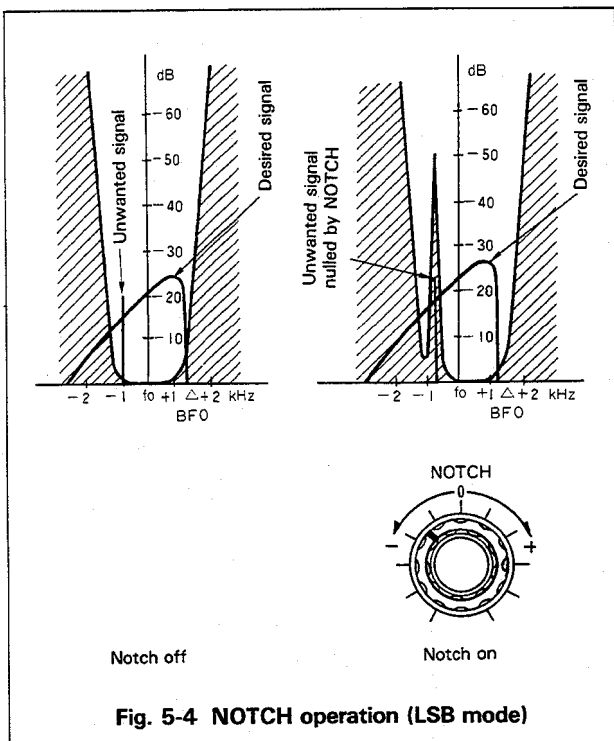 dB
-60
-50
-40
-30
-20
-10
Unwanted signal
Desired signal
-2 -1 fo +1 △ +2 kHz
BFO
dB
-60
-50
-40
-30
-20
-10
Unwanted signal
nulled by NOTCH
Desired signal
-2 -1 fo +1 △ +2 kHz
BFO
NOTCH
0
- +
Notch off
Notch on
Fig. 5-4 NOTCH operation (LSB mode)